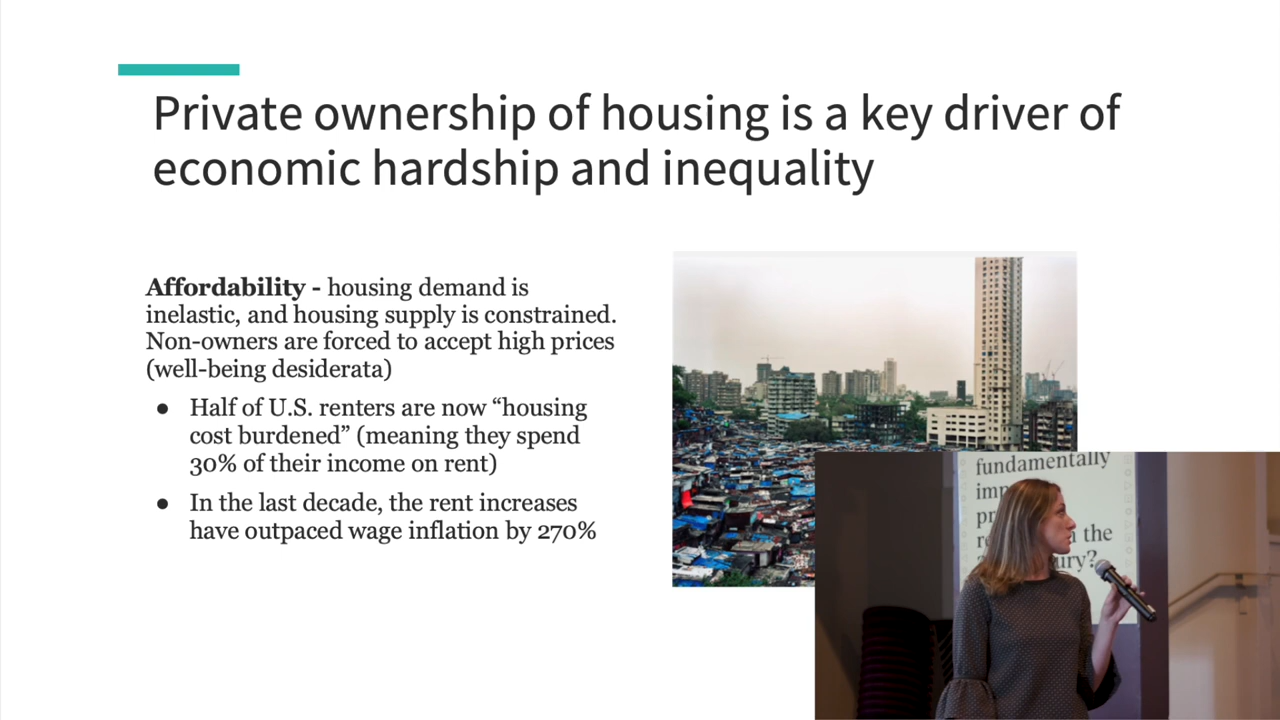 Private ownership of housing is a key driver of
economic hardship and inequality
Affordability - housing demand is
inelastic, and housing supply is constrained.
Non-owners are forced to accept high prices
(well-being desiderata)
● Half of U.S. renters are now “housing
cost burdened” (meaning they spend
30% of their income on rent)
● In the last decade, the rent increases
have outpaced wage inflation by 270%
fundamentally
the